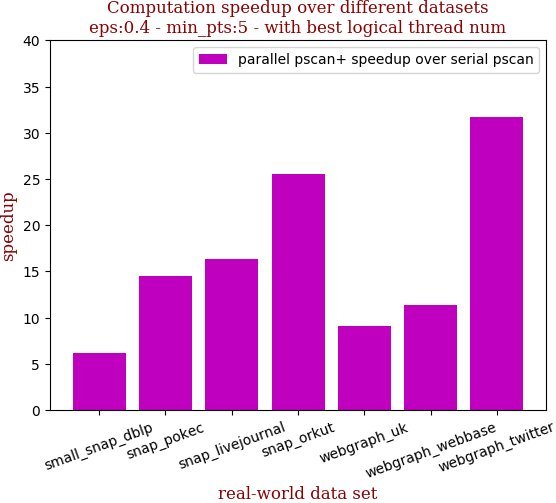 Computation speedup over different datasets
eps:0.4 - min_pts:5 - with best logical thread num
parallel pscan+ speedup over serial pscan
speedup
40
35
30
25
20
15
10
5
0
small_snap_dblp
snap_pokec
snap_livejournal
snap_orkut
webgraph_uk
webgraph_webbase
webgraph_twitter
real-world data set